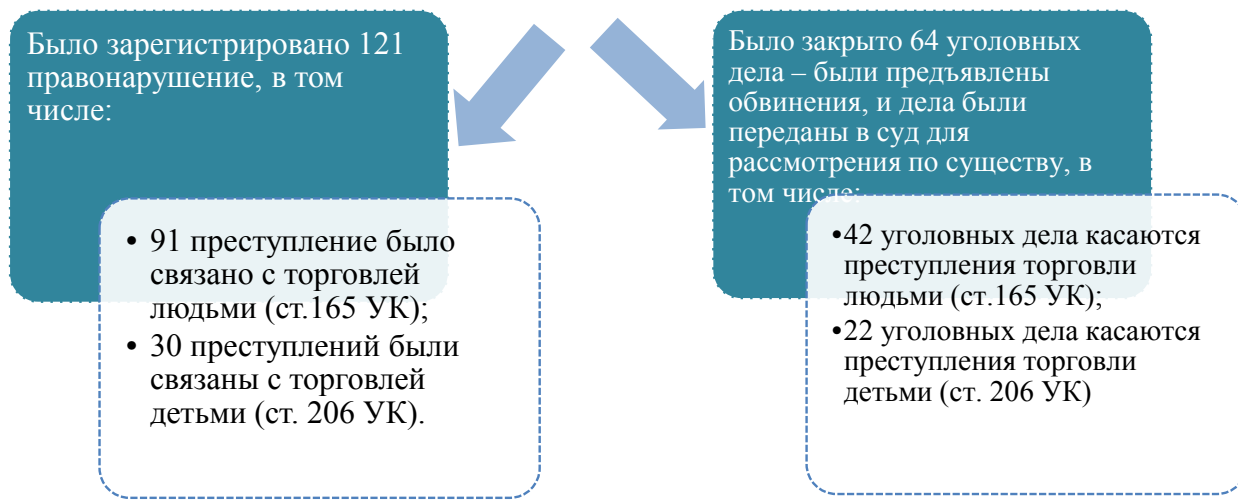 Было зарегистрировано 121
правонарушение, в том
числе:
• 91 преступление было
связано с торговлей
людьми (ст.165 УК);
• 30 преступлений были
связаны с торговлей
детьми (ст. 206 УК).
Было закрыто 64 уголовных
дела – были предъявлены
обвинения, и дела были
переданы в суд для
рассмотрения по существу, в
том числе:
•42 уголовных дела касаются
преступления торговли
людьми (ст.165 УК);
•22 уголовных дела касаются
преступления торговли
детьми (ст. 206 УК)